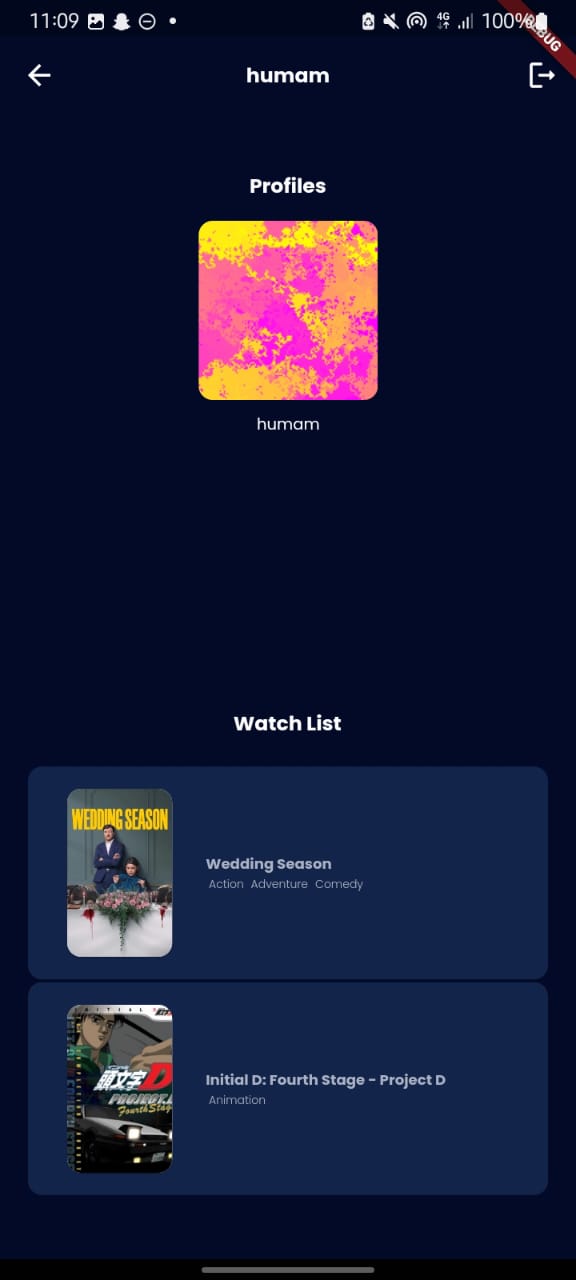 11:09
4G
100%
DEBUG
humam
Profiles
humam
Watch List
WEDDING SEASON
Wedding Season
Action Adventure Comedy
INITIAL
頭文字D
PROJECT
Fourth Stage
Initial D: Fourth Stage - Project D
Animation